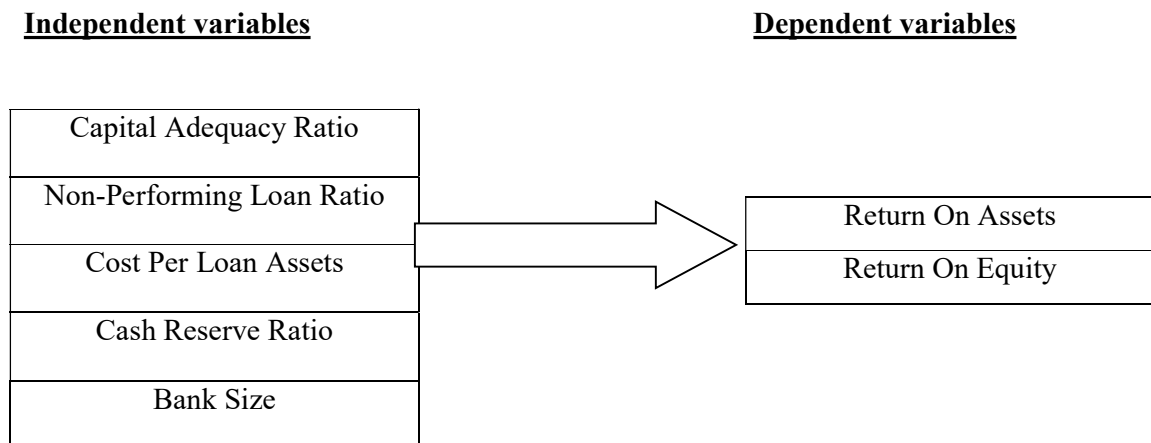 Independent variables
Dependent variables
Capital Adequacy Ratio
Non-Performing Loan Ratio
Cost Per Loan Assets
Cash Reserve Ratio
Bank Size
Return On Assets
Return On Equity